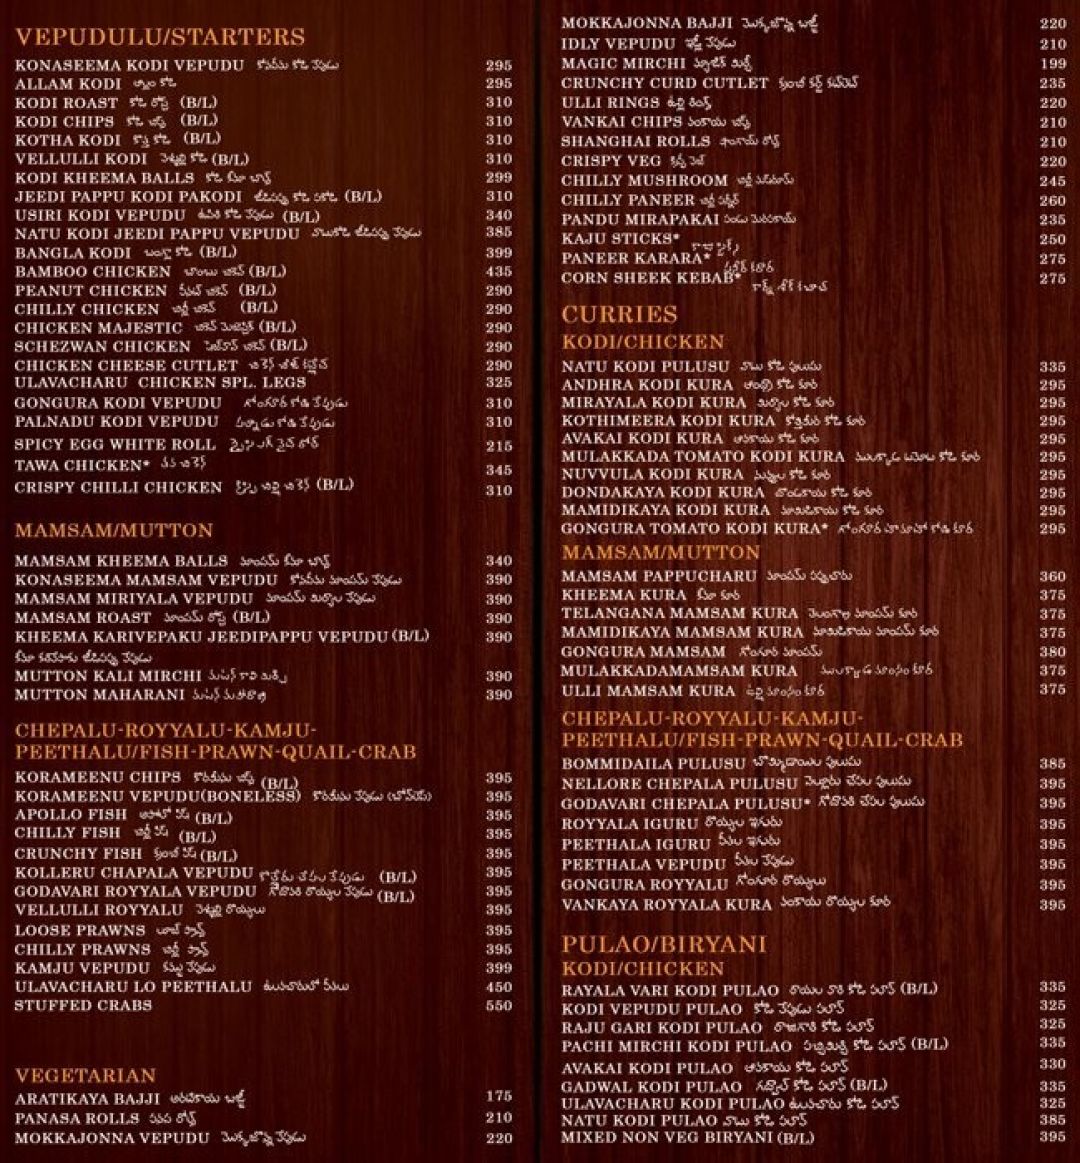 VEPUDULU/STARTERS
KONASEEMA KODI VEPUDU కోనసీమ కోడి వేపుడు 295
ALLAM KODI అల్లం కోడి 295
KODI ROAST కోడి రోస్ట్ (B/L) 310
KODI CHIPS కోడి చిప్స్ (B/L) 310
KOTHA KODI కొత్త కోడి (B/L) 310
VELLULLI KODI వెల్లుల్లి కోడి (B/L) 310
KODI KHEEMA BALLS కోడి కీమా బాల్స్ 299
JEEDI PAPPU KODI PAKODI జీడిపప్పు కోడి పకోడి (B/L) 310
USIRI KODI VEPUDU ఉసిరి కోడి వేపుడు (B/L) 340
NATU KODI JEEDI PAPPU VEPUDU నాటుకోడి జీడిపప్పు వేపుడు 385
BANGLA KODI బంగ్లా కోడి (B/L) 399
BAMBOO CHICKEN బాంబు చికెన్ (B/L) 435
PEANUT CHICKEN పీనట్ చికెన్ (B/L) 290
CHILLY CHICKEN చిల్లీ చికెన్ (B/L) 290
CHICKEN MAJESTIC చికెన్ మెజెస్టిక్ (B/L) 290
SCHEZWAN CHICKEN షెజ్వాన్ చికెన్ (B/L) 290
CHICKEN CHEESE CUTLET చికెన్ చీజ్ కట్లేట్ 290
ULAVACHARU CHICKEN SPL. LEGS 325
GONGURA KODI VEPUDU గోంగూర కోడి వేపుడు 310
PALNADU KODI VEPUDU పల్నాడు కోడి వేపుడు 310
SPICY EGG WHITE ROLL స్పైసి ఎగ్ వైట్ రోల్ 215
TAWA CHICKEN* తవ చికెన్ 345
CRISPY CHILLI CHICKEN క్రిస్పి చిల్లి చికెన్ (B/L) 310
MAMSAM/MUTTON
MAMSAM KHEEMA BALLS మాంసమ్ కీమా బాల్స్ 340
KONASEEMA MAMSAM VEPUDU కోనసీమ మాంసమ్ వేపుడు 390
MAMSAM MIRIYALA VEPUDU మాంసమ్ మిర్యాల వేపుడు 390
MAMSAM ROAST మాంసమ్ రోస్ట్ (B/L) 390
KHEEMA KARIVEPAKU JEEDIPAPPU VEPUDU (B/L) 390
కీమా కరివేపాకు జీడిపప్పు వేపుడు
MUTTON KALI MIRCHI మటన్ కాలి మిర్చి 390
MUTTON MAHARANI మటన్ మహారాణి 390
CHEPALU-ROYYALU-KAMJU-
PEETHALU/FISH-PRAWN-QUAIL-CRAB
KORAMEENU CHIPS కొరమీను చిప్స్ (B/L) 395
KORAMEENU VEPUDU(BONELESS) కొరమీను వేపుడు (బోన్‌లెస్) 395
APOLLO FISH అపోలో ఫిష్ (B/L) 395
CHILLY FISH చిల్లీ ఫిష్ (B/L) 395
CRUNCHY FISH క్రంచీ ఫిష్ (B/L) 395
KOLLERU CHAPALA VEPUDU కొల్లేరు చేపల వేపుడు (B/L) 395
GODAVARI ROYYALA VEPUDU గోదావరి రొయ్యల వేపుడు (B/L) 395
VELLULLI ROYYALU వెల్లుల్లి రొయ్యలు 395
LOOSE PRAWNS లూజ్ ప్రాన్స్ 395
CHILLY PRAWNS చిల్లీ ప్రాన్స్ 395
KAMJU VEPUDU కముజు వేపుడు 399
ULAVACHARU LO PEETHALU ఉలవచారులో పీతలు 450
STUFFED CRABS 550
VEGETARIAN
ARATIKAYA BAJJI అరటికాయ బజ్జీ 175
PANASA ROLLS పనస రోల్స్ 210
MOKKAJONNA VEPUDU మొక్కజొన్న వేపుడు 220
MOKKAJONNA BAJJI మొక్కజొన్న బజ్జీ 220
IDLY VEPUDU ఇడ్లీ వేపుడు 210
MAGIC MIRCHI మ్యాజిక్ మిర్చి 199
CRUNCHY CURD CUTLET క్రంచీ కర్డ్ కట్‌లెట్ 235
ULLI RINGS ఉల్లి రింగ్స్ 220
VANKAI CHIPS వంకాయ చిప్స్ 210
SHANGHAI ROLLS షాంగాయ్ రోల్స్ 210
CRISPY VEG క్రిస్పీ వెజ్ 220
CHILLY MUSHROOM చిల్లీ మష్‌రూమ్ 245
CHILLY PANEER చిల్లీ పన్నీర్ 260
PANDU MIRAPAKAI పండు మిరపకాయ్ 235
KAJU STICKS* కాజు స్టిక్స్ 250
PANEER KARARA* పన్నీర్ కరారా 275
CORN SHEEK KEBAB* కార్న్ శీక్ కబాబ్ 275
CURRIES
KODI/CHICKEN
NATU KODI PULUSU నాటు కోడి పులుసు 335
ANDHRA KODI KURA ఆంధ్రా కోడి కూర 295
MIRAYALA KODI KURA మిర్యాల కోడి కూర 295
KOTHIMEERA KODI KURA కొత్తిమీర కోడి కూర 295
AVAKAI KODI KURA ఆవకాయ కోడి కూర 295
MULAKKADA TOMATO KODI KURA ములక్కాడ టమోటో కోడి కూర 295
NUVVULA KODI KURA నువ్వుల కోడి కూర 295
DONDAKAYA KODI KURA దొండకాయ కోడి కూర 295
MAMIDIKAYA KODI KURA మామిడికాయ కోడి కూర 295
GONGURA TOMATO KODI KURA* గోంగూర టొమాటో కోడి కూర 295
MAMSAM/MUTTON
MAMSAM PAPPUCHARU మాంసమ్ పప్పుచారు 360
KHEEMA KURA కీమా కూర 375
TELANGANA MAMSAM KURA తెలంగాణ మాంసమ్ కూర 375
MAMIDIKAYA MAMSAM KURA మామిడికాయ మాంసమ్ కూర 375
GONGURA MAMSAM గోంగూర మాంసమ్ 380
MULAKKADAMAMSAM KURA ములక్కాడ మాంసం కూర 375
ULLI MAMSAM KURA ఉల్లి మాంసం కూర 375
CHEPALU-ROYYALU-KAMJU-
PEETHALU/FISH-PRAWN-QUAIL-CRAB
BOMMIDAILA PULUSU బొమ్మిడాయిల పులుసు 385
NELLORE CHEPALA PULUSU నెల్లూరు చేపల పులుసు 395
GODAVARI CHEPALA PULUSU* గోదావరి చేపల పులుసు 395
ROYYALA IGURU రొయ్యల ఇగురు 395
PEETHALA IGURU పీతల ఇగురు 395
PEETHALA VEPUDU పీతల వేపుడు 395
GONGURA ROYYALU గోంగూర రొయ్యలు 395
VANKAYA ROYYALA KURA వంకాయ రొయ్యల కూర 395
PULAO/BIRYANI
KODI/CHICKEN
RAYALA VARI KODI PULAO రాయల వారి కోడి పలావ్ (B/L) 335
KODI VEPUDU PULAO కోడి వేపుడు పలావ్ 325
RAJU GARI KODI PULAO రాజుగారి కోడి పలావ్ 325
PACHI MIRCHI KODI PULAO పచ్చిమిర్చి కోడి పలావ్ (B/L) 335
AVAKAI KODI PULAO ఆవకాయ కోడి పలావ్ 330
GADWAL KODI PULAO గద్వాల్ కోడి పలావ్ (B/L) 335
ULAVACHARU KODI PULAO ఉలవచారు కోడి పలావ్ 325
NATU KODI PULAO నాటు కోడి పలావ్ 385
MIXED NON VEG BIRYANI (B/L) 395